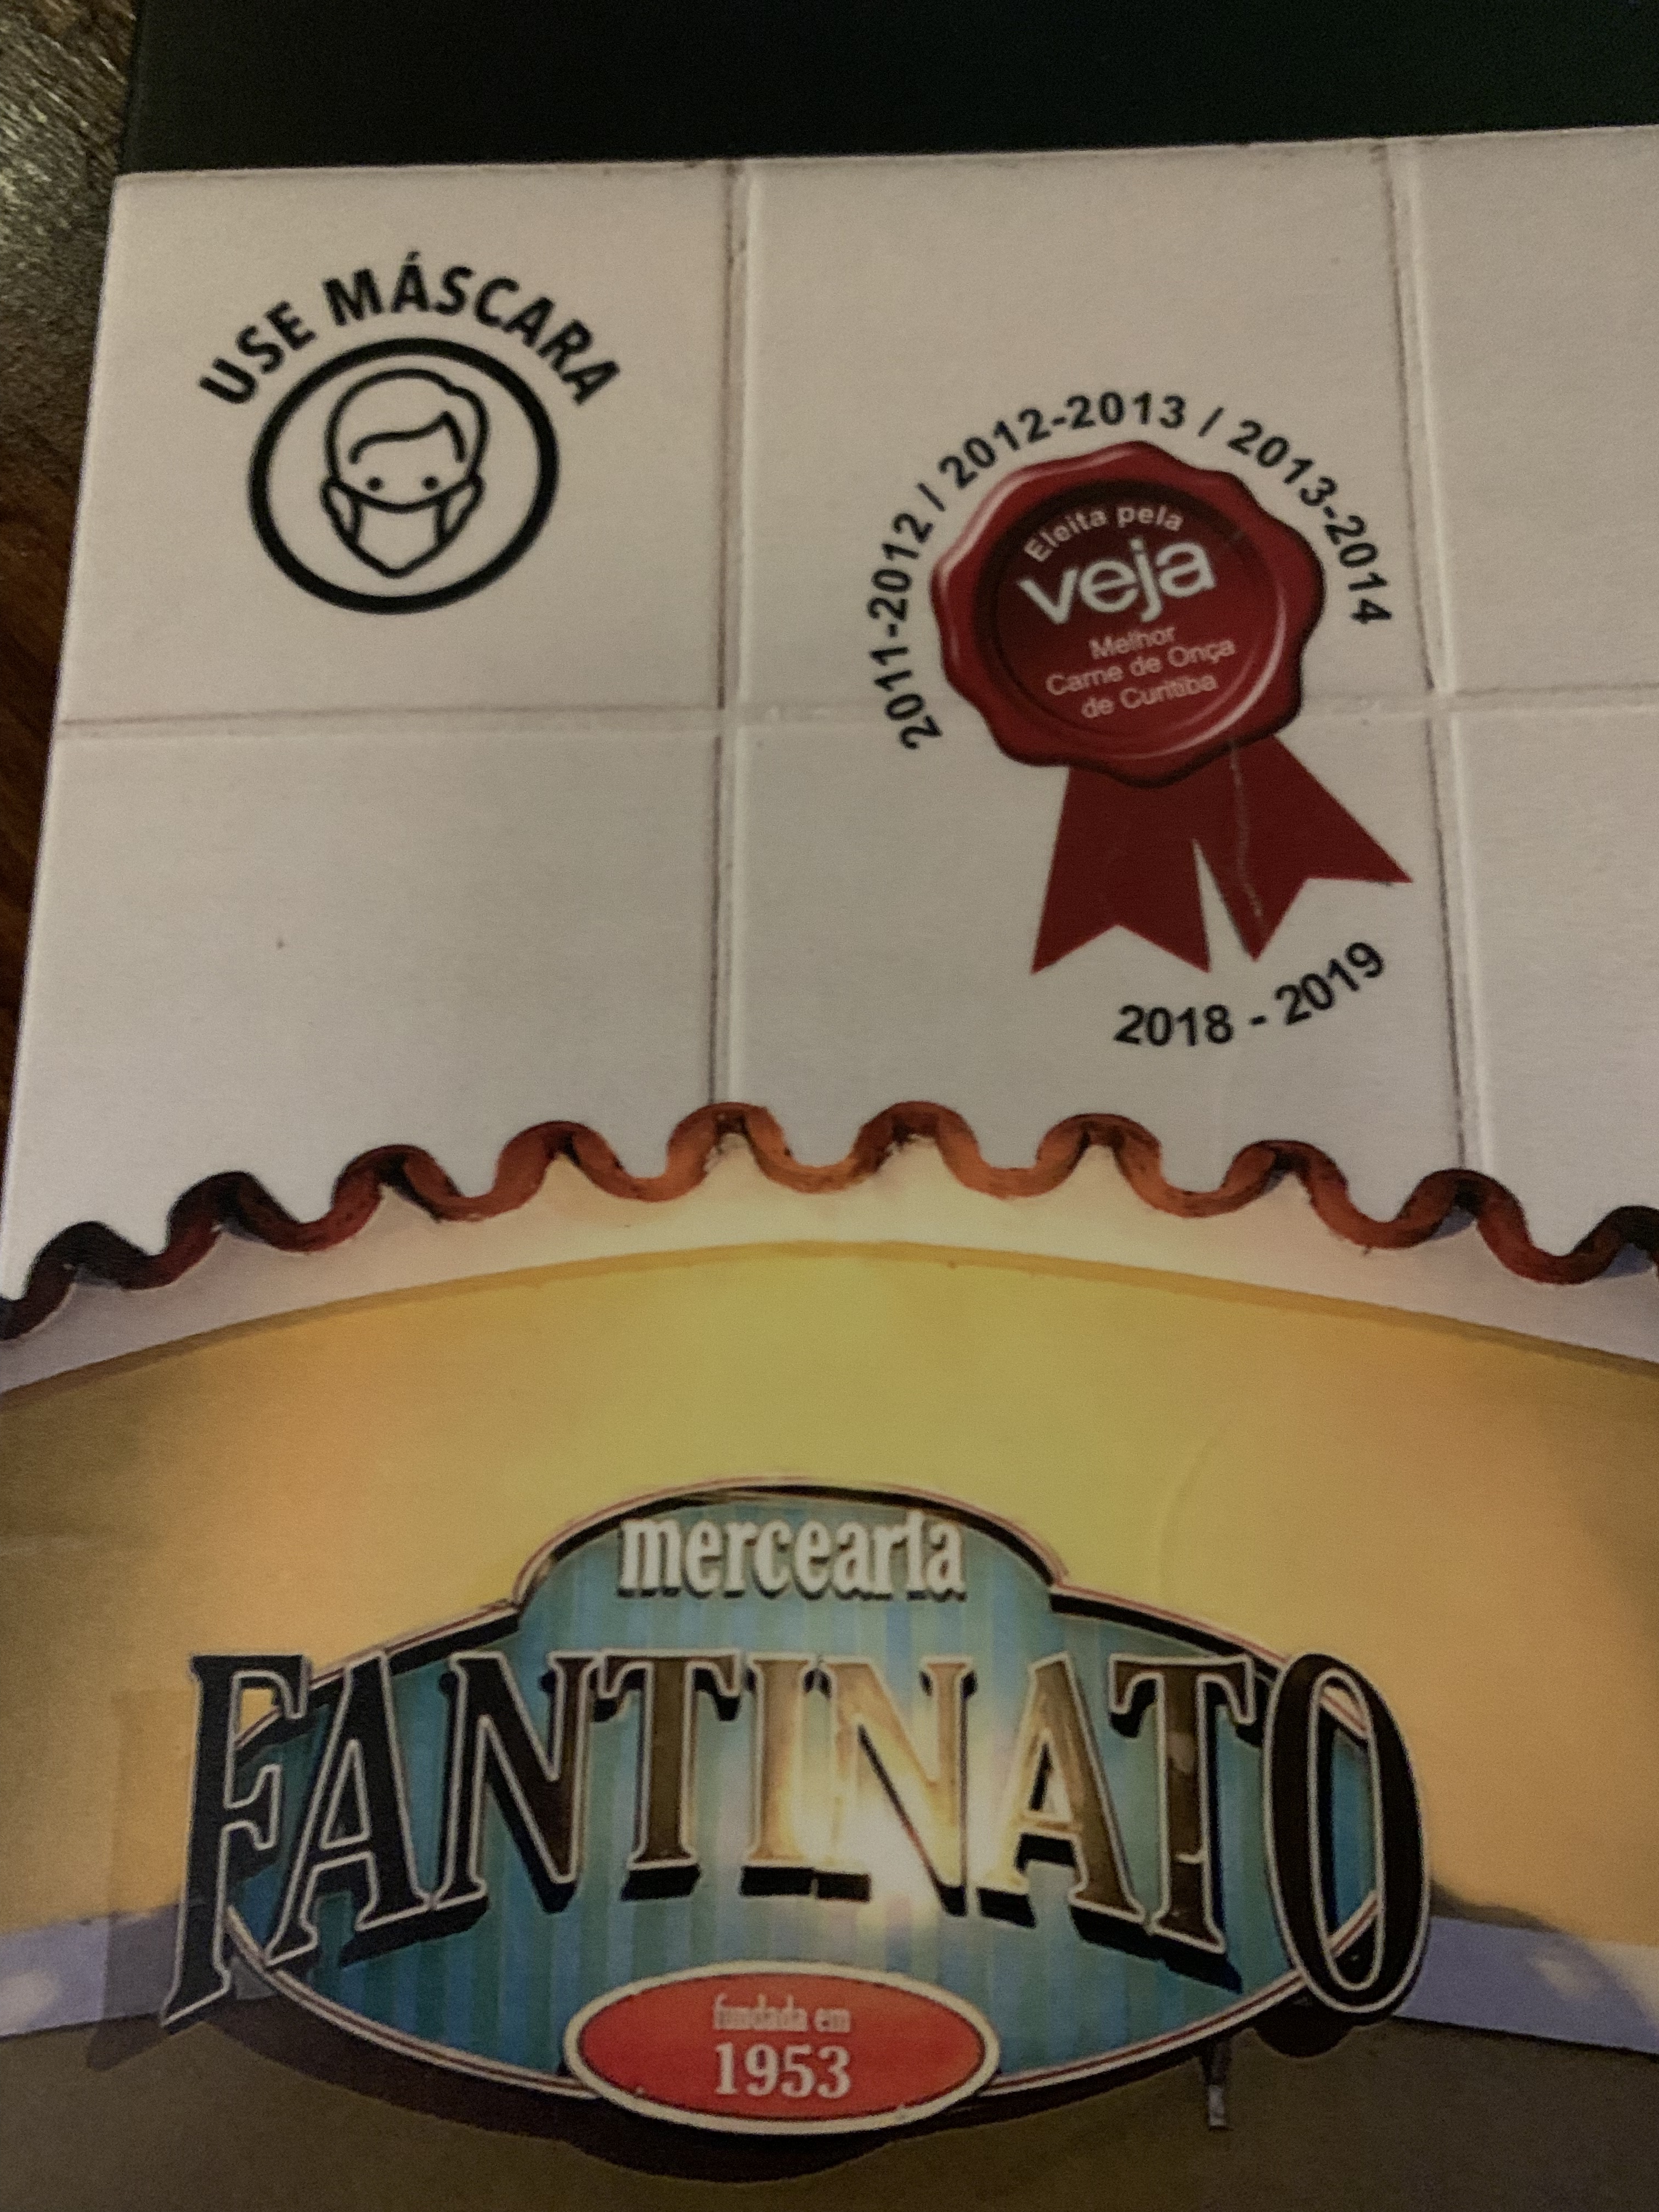 USE MÁSCARA
2011-2012 / 2012-2013 / 2013-2014
Eleita pela
veja
Melhor
Carne de Onça
de Curitiba
2018 - 2019
mercearia
FANTINATO
fundada em
1953